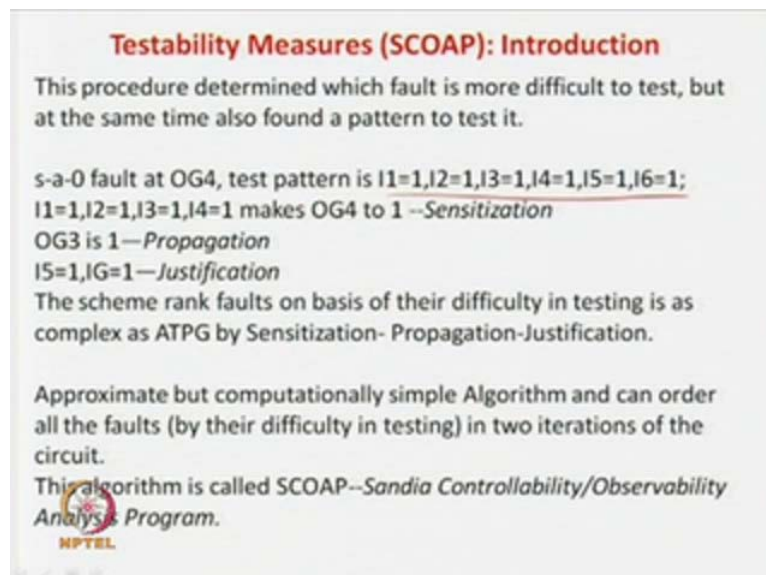 Testability Measures (SCOAP): Introduction
This procedure determined which fault is more difficult to test, but
at the same time also found a pattern to test it.
s-a-0 fault at OG4, test pattern is I1=1,I2=1,I3=1,I4=1,I5=1,I6=1;
I1=1,I2=1,I3=1,I4=1 makes OG4 to 1 --Sensitization
OG3 is 1—Propagation
I5=1,IG=1—Justification
The scheme rank faults on basis of their difficulty in testing is as
complex as ATPG by Sensitization- Propagation-Justification.
Approximate but computationally simple Algorithm and can order
all the faults (by their difficulty in testing) in two iterations of the
circuit.
This algorithm is called SCOAP--Sandia Controllability/Observability
Analysis Program.
NPTEL